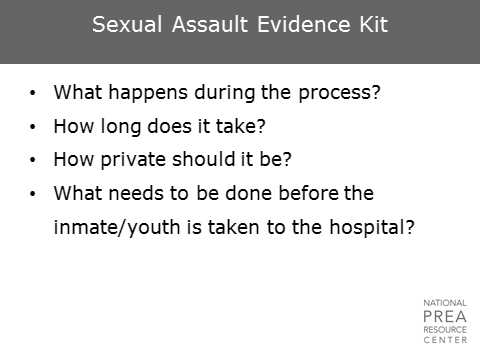 Sexual Assault Evidence Kit
• What happens during the process?
• How long does it take?
• How private should it be?
• What needs to be done before the
inmate/youth is taken to the hospital?
NATIONAL
PREA
RESOURCE
CENTER